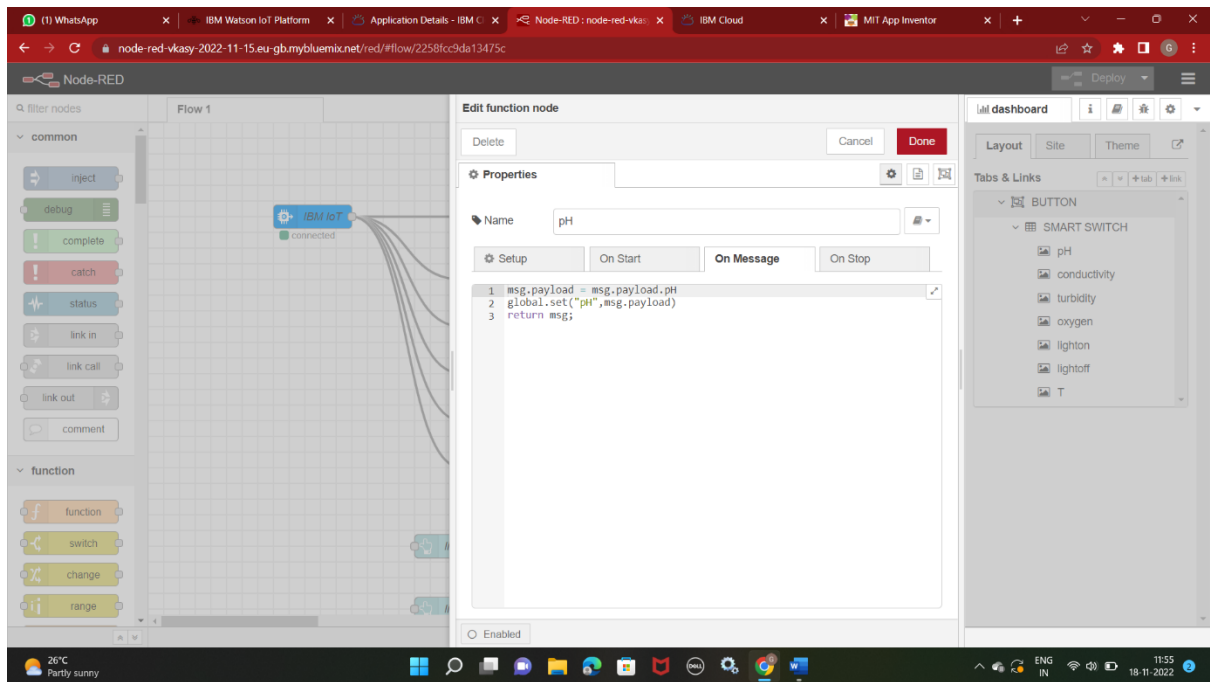 (1) WhatsApp
IBM Watson IoT Platform
Application Details - IBM Cl
Node-RED : node-red-vkasy
IBM Cloud
MIT App Inventor
node-red-vkasy-2022-11-15.eu-gb.mybluemix.net/red/#flow/2258fcc9da13475c
G
Node-RED
Deploy
filter nodes
Flow 1
Edit function node
dashboard
common
Delete
Cancel
Done
Layout
Site
Theme
inject
Properties
Tabs & Links
+tab
+link
debug
IBM IoT
connected
Name
pH
BUTTON
SMART SWITCH
complete
Setup
On Start
On Message
On Stop
pH
catch
conductivity
status
1 msg.payload = msg.payload.pH
2 global.set("pH",msg.payload)
3 return msg;
turbidity
oxygen
link in
lighton
link call
lightoff
link out
T
comment
function
function
switch
change
range
Enabled
26°C
Partly sunny
DELL
ENG
IN
11:55
18-11-2022
2